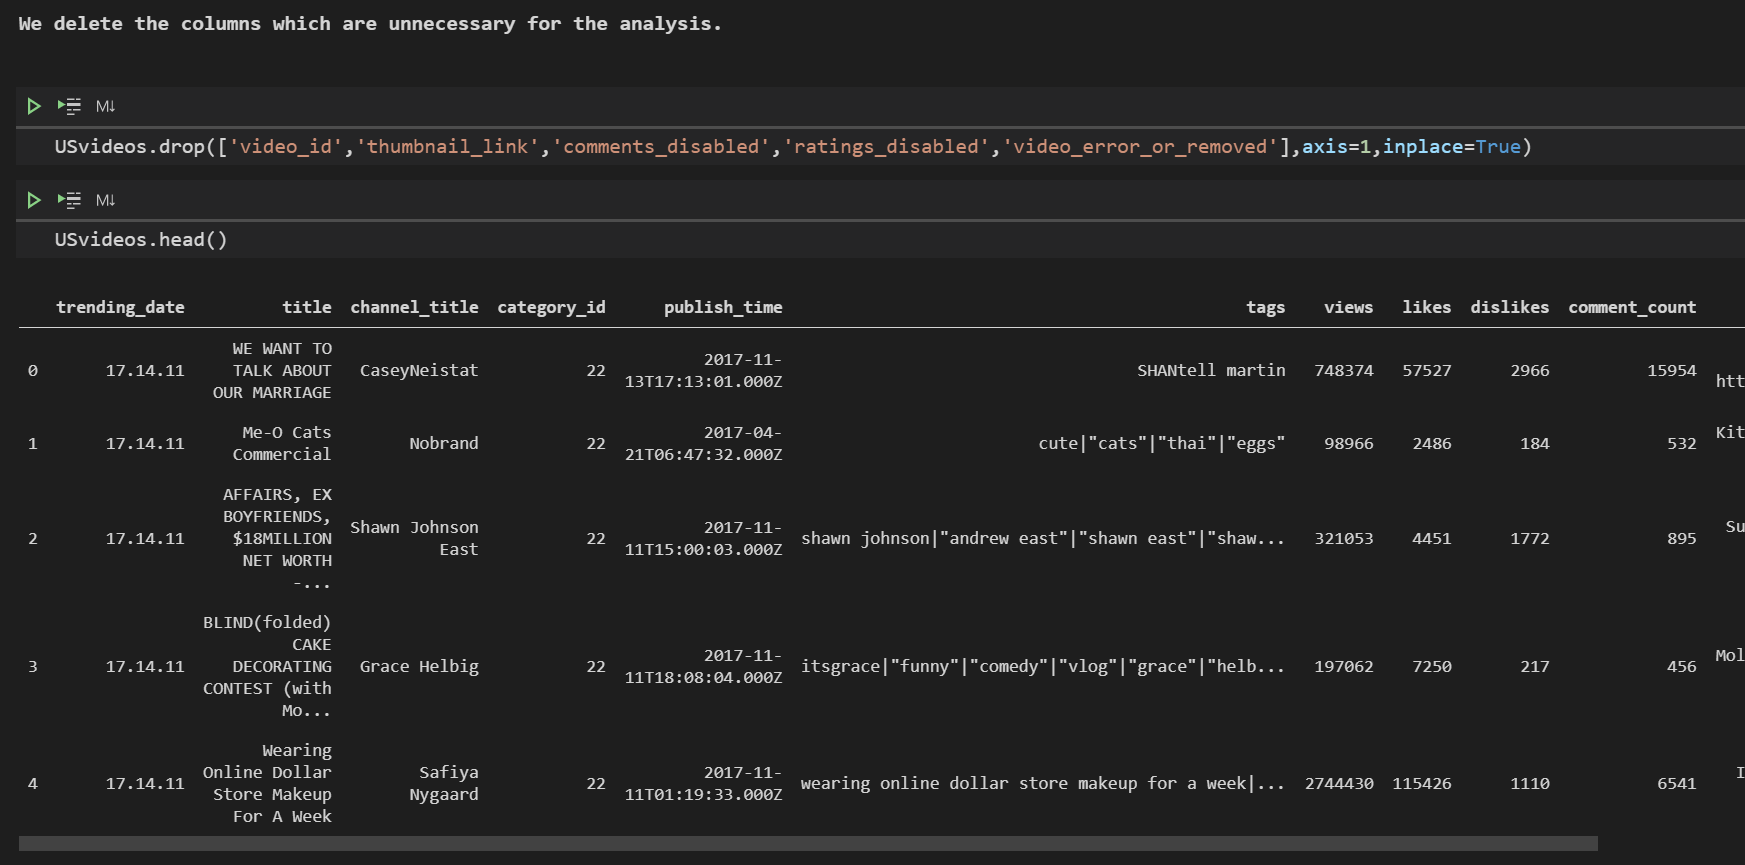 We delete the columns which are unnecessary for the analysis.
M↓
USvideos.drop(['video_id','thumbnail_link','comments_disabled','ratings_disabled','video_error_or_removed'],axis=1,inplace=True)
M↓
USvideos.head()
trending_date title channel_title category_id publish_time tags views likes dislikes comment_count
0 17.14.11 WE WANT TO TALK ABOUT OUR MARRIAGE CaseyNeistat 22 2017-11-13T17:13:01.000Z SHANtell martin 748374 57527 2966 15954 htt
1 17.14.11 Me-O Cats Commercial Nobrand 22 2017-04-21T06:47:32.000Z cute|"cats"|"thai"|"eggs" 98966 2486 184 532 Kit
2 17.14.11 AFFAIRS, EX BOYFRIENDS, $18MILLION NET WORTH -... Shawn Johnson East 22 2017-11-11T15:00:03.000Z shawn johnson|"andrew east"|"shawn east"|"shaw... 321053 4451 1772 895 Su
3 17.14.11 BLIND(folded) CAKE DECORATING CONTEST (with Mo... Grace Helbig 22 2017-11-11T18:08:04.000Z itsgrace|"funny"|"comedy"|"vlog"|"grace"|"helb... 197062 7250 217 456 Mol
4 17.14.11 Wearing Online Dollar Store Makeup For A Week Safiya Nygaard 22 2017-11-11T01:19:33.000Z wearing online dollar store makeup for a week|... 2744430 115426 1110 6541 I